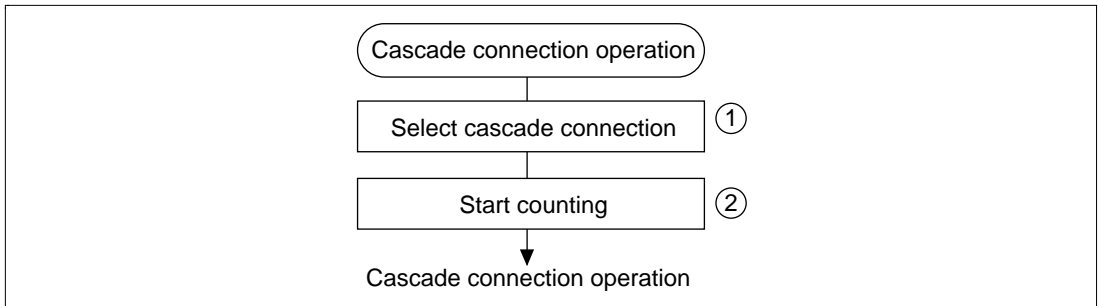 Cascade connection operation
Select cascade connection
1
Start counting
2
Cascade connection operation